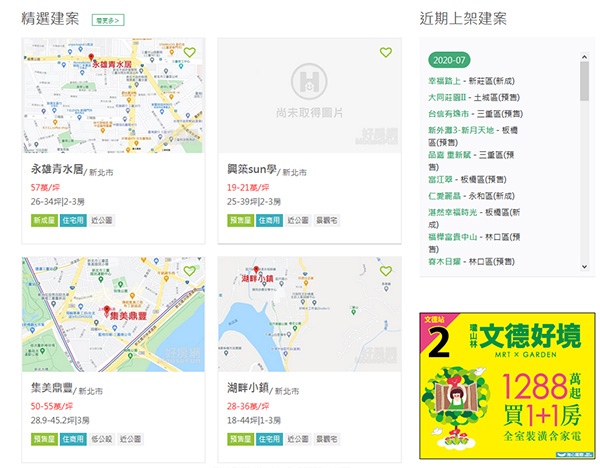 精選建案
看更多>
永雄青水居
永雄青水居/ 新北市
57萬/坪
26-34坪|2-3房
新成屋 住宅用 近公園
尚未取得圖片
興築sun學/ 新北市
19-21萬/坪
25-39坪|2-3房
預售屋 住商用 近公園 景觀宅
集美鼎豐
集美鼎豐/ 新北市
50-55萬/坪
28.9-45.2坪|3房
預售屋 住商用 低公設 近公園
湖畔小鎮
湖畔小鎮/ 新北市
28-36萬/坪
18-44坪|1-3房
預售屋 住商用 近公園 景觀宅
近期上架建案
2020-07
幸福踏上 - 新莊區(新成)
大同莊園II - 土城區(預售)
台信有嬑市 - 三重區(預售)
新外灘3-新月天地 - 板橋
區(預售)
品嘉 重新賦 - 三重區(預
售)
富江翠 - 板橋區(預售)
仁愛麗晶 - 永和區(新成)
湛然幸福時光 - 板橋區(新
成)
福樺富貴中山 - 林口區(預
售)
春木日曜 - 林口區(預售)
文德站
2
瓏山林
文德好境
MRT × GARDEN
1288萬起
買1+1房
全室裝潢含家電